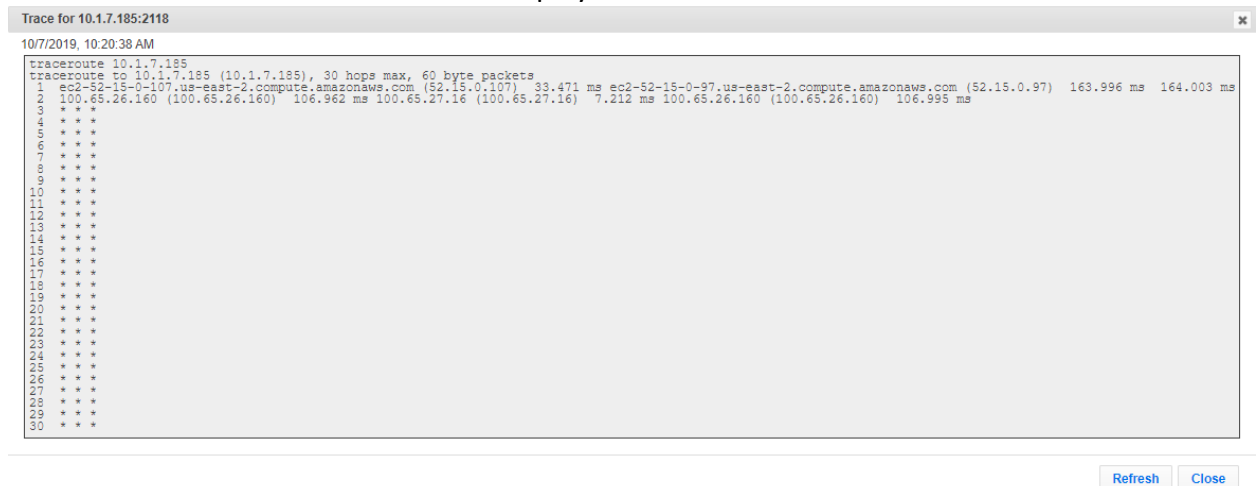 Trace for 10.1.7.185:2118
10/7/2019, 10:20:38 AM
traceroute 10.1.7.185
traceroute to 10.1.7.185 (10.1.7.185), 30 hops max, 60 byte packets
1 ec2-52-15-0-107.us-east-2.compute.amazonaws.com (52.15.0.107) 33.471 ms ec2-52-15-0-97.us-east-2.compute.amazonaws.com (52.15.0.97) 163.996 ms 164.003 ms
2 100.65.26.160 (100.65.26.160) 106.962 ms 100.65.27.16 (100.65.27.16) 7.212 ms 100.65.26.160 (100.65.26.160) 106.995 ms
3 * * *
4 * * *
5 * * *
6 * * *
7 * * *
8 * * *
9 * * *
10 * * *
11 * * *
12 * * *
13 * * *
14 * * *
15 * * *
16 * * *
17 * * *
18 * * *
19 * * *
20 * * *
21 * * *
22 * * *
23 * * *
24 * * *
25 * * *
26 * * *
27 * * *
28 * * *
29 * * *
30 * * *
Refresh Close